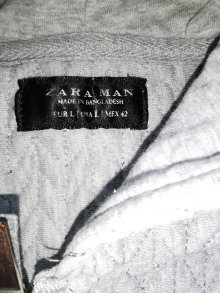 ZARA MAN
MADE IN BANGLADESH
EUR L | USA L | MEX 42